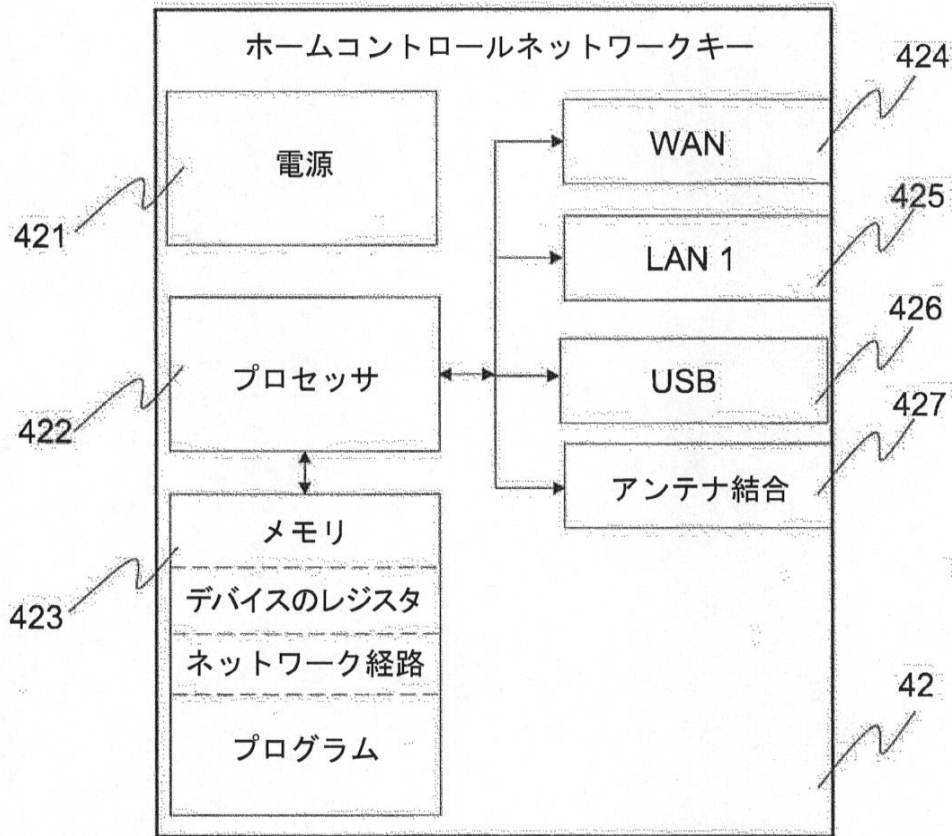 ホームコントロールネットワークキー
424
電源
WAN
421
425
LAN 1
426
プロセッサ
USB
422
427
アンテナ結合
メモリ
423
デバイスのレジスタ
ネットワーク経路
42
プログラム